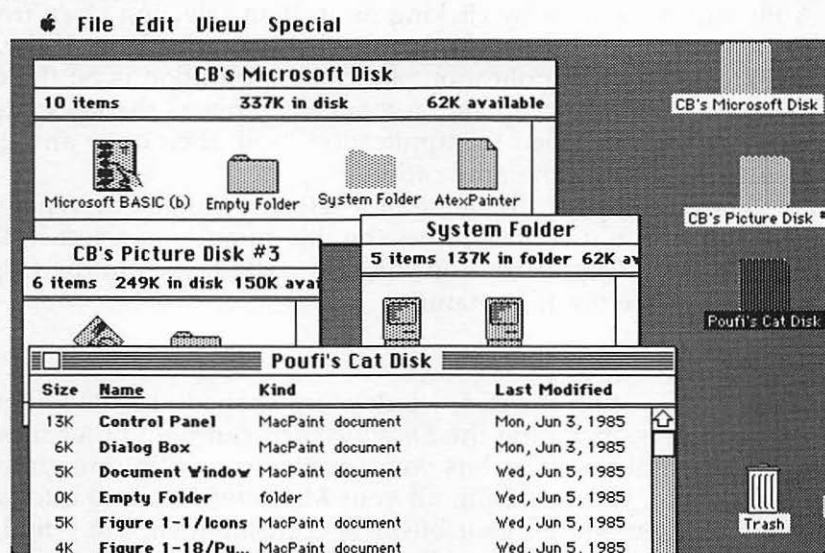 File Edit View Special
CB's Microsoft Disk
10 items 337K in disk 62K available
Microsoft BASIC (b) Empty Folder System Folder AtexPainter
CB's Microsoft Disk
CB's Picture Disk #
Poufi's Cat Disk
Trash
System Folder
5 items 137K in folder 62K av
CB's Picture Disk #3
6 items 249K in disk 150K avai
Poufi's Cat Disk
Size Name Kind Last Modified
13K Control Panel MacPaint document Mon, Jun 3, 1985
6K Dialog Box MacPaint document Mon, Jun 3, 1985
5K Document Window MacPaint document Wed, Jun 5, 1985
0K Empty Folder folder Wed, Jun 5, 1985
5K Figure 1-1/Icons MacPaint document Wed, Jun 5, 1985
4K Figure 1-18/Pu... MacPaint document Wed, Jun 5, 1985